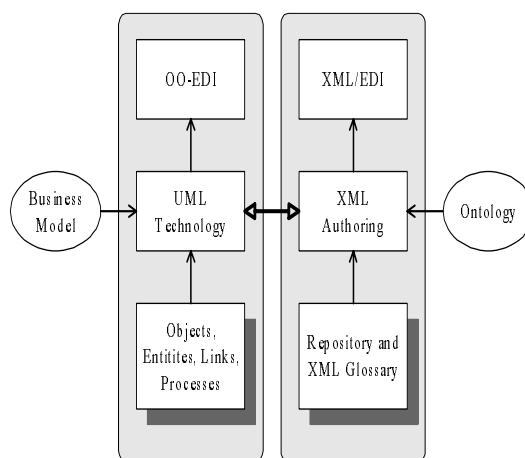 OO-EDI
XML/EDI
Business
Model
UML
Technology
XML
Authoring
Ontology
Objects,
Entitites, Links,
Processes
Repository and
XML Glossary